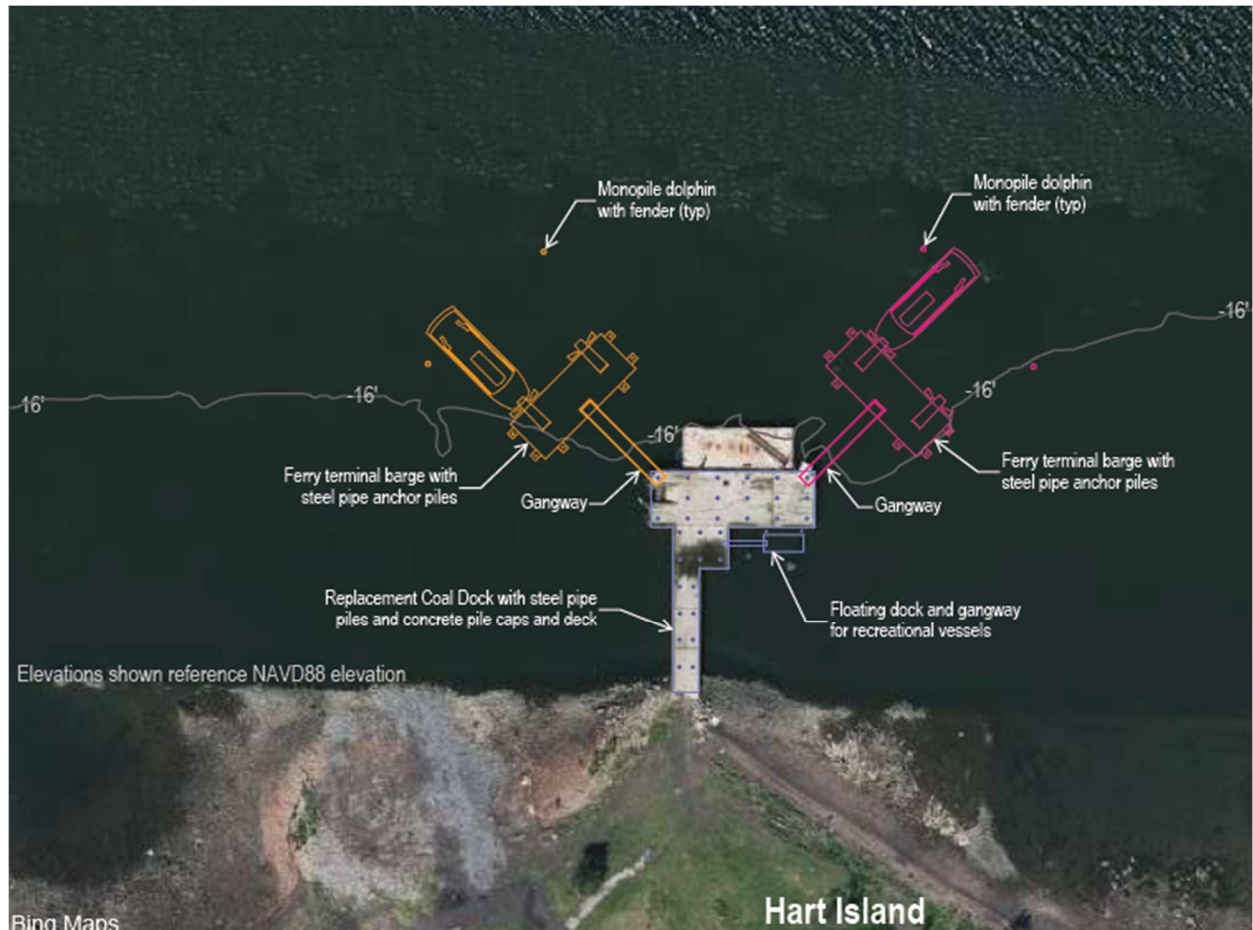 Monopile dolphin
with fender (typ)
Monopile dolphin
with fender (typ)
-16'
-16'
-16'
16'
-16'
Ferry terminal barge with
steel pipe anchor piles
Gangway
Gangway
Ferry terminal barge with
steel pipe anchor piles
Replacement Coal Dock with steel pipe
piles and concrete pile caps and deck
Floating dock and gangway
for recreational vessels
Elevations shown reference NAVD88 elevation
Hart Island
Bing Maps